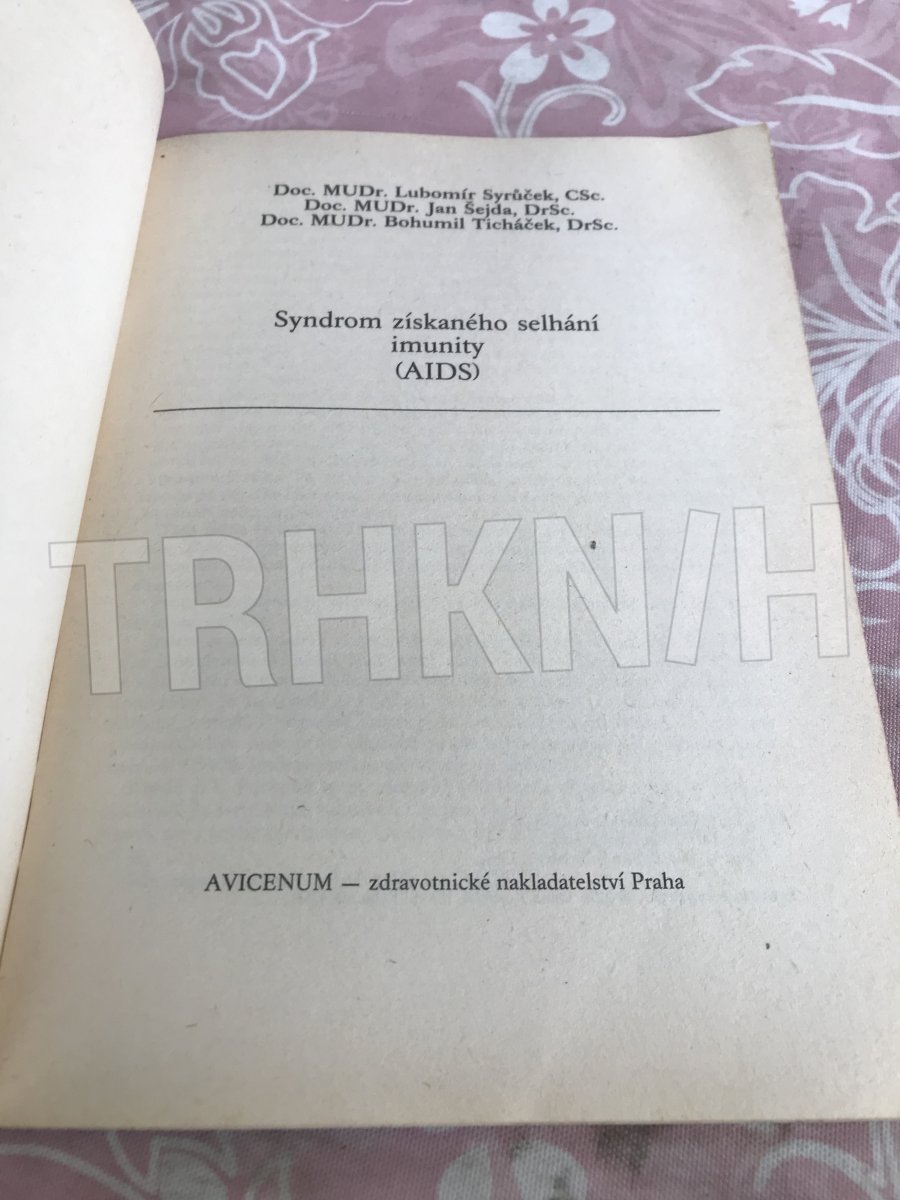 Doc. MUDr. Lubomír Syrůček, CSc.
Doc. MUDr. Jan Šejda, DrSc.
Doc. MUDr. Bohumil Ticháček, DrSc.
Syndrom získaného selhání
imunity
(AIDS)
TRHKN/H
AVICENUM — zdravotnické nakladatelství Praha